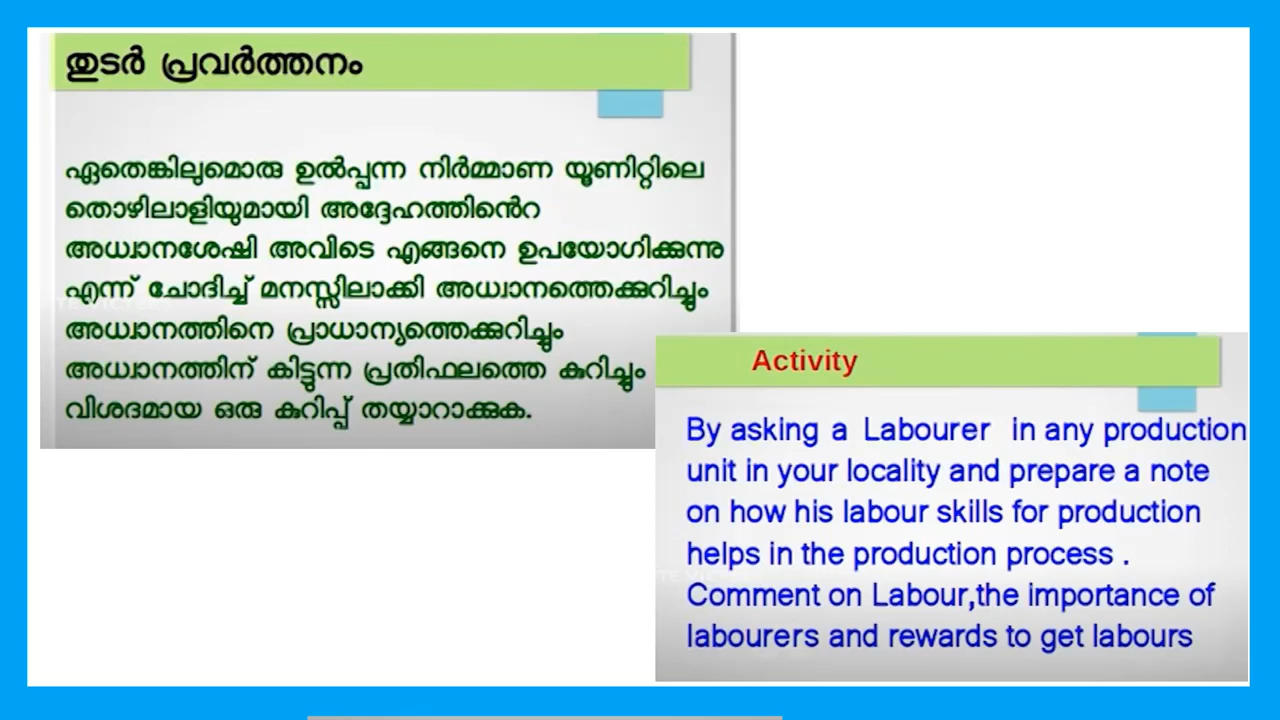 തുടർ പ്രവർത്തനം
ഏതെങ്കിലുമൊരു ഉൽപ്പന്ന നിർമ്മാണ യൂണിറ്റിലെ
തൊഴിലാളിയുമായി അദ്ദേഹത്തിൻെറ
അധ്വാനശേഷി അവിടെ എങ്ങനെ ഉപയോഗിക്കുന്നു
എന്ന് ചോദിച്ച് മനസ്സിലാക്കി അധ്വാനത്തെക്കുറിച്ചും
അധ്വാനത്തിനെ പ്രാധാന്യത്തെക്കുറിച്ചും
അധ്വാനത്തിന് കിട്ടുന്ന പ്രതിഫലത്തെ കുറിച്ചും
വിശദമായ ഒരു കുറിപ്പ് തയ്യാറാക്കുക.
Activity
By asking a Labourer in any production
unit in your locality and prepare a note
on how his labour skills for production
helps in the production process .
Comment on Labour,the importance of
labourers and rewards to get labours